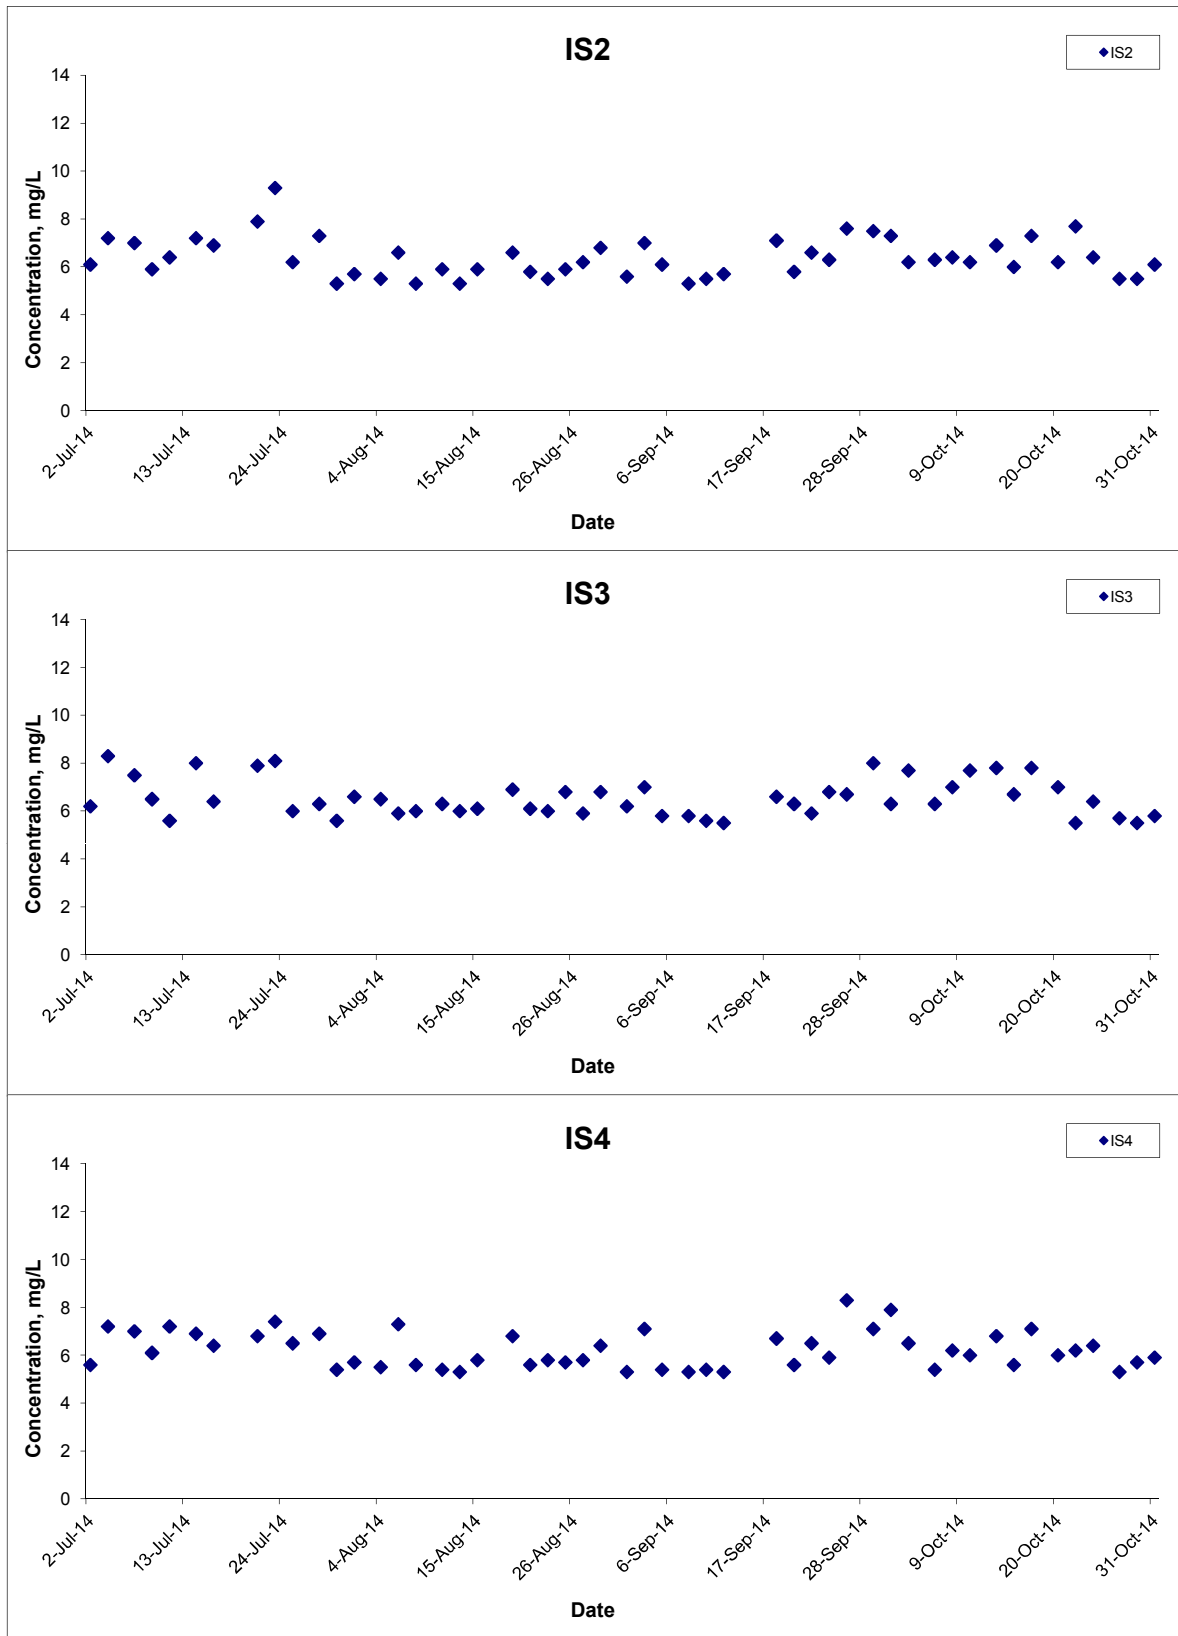 IS2
IS2
Concentration, mg/L
14
12
10
8
6
4
2
0
2-Jul-14
13-Jul-14
24-Jul-14
4-Aug-14
15-Aug-14
26-Aug-14
6-Sep-14
17-Sep-14
28-Sep-14
9-Oct-14
20-Oct-14
31-Oct-14
Date
IS3
IS3
Concentration, mg/L
14
12
10
8
6
4
2
0
2-Jul-14
13-Jul-14
24-Jul-14
4-Aug-14
15-Aug-14
26-Aug-14
6-Sep-14
17-Sep-14
28-Sep-14
9-Oct-14
20-Oct-14
31-Oct-14
Date
IS4
IS4
Concentration, mg/L
14
12
10
8
6
4
2
0
2-Jul-14
13-Jul-14
24-Jul-14
4-Aug-14
15-Aug-14
26-Aug-14
6-Sep-14
17-Sep-14
28-Sep-14
9-Oct-14
20-Oct-14
31-Oct-14
Date